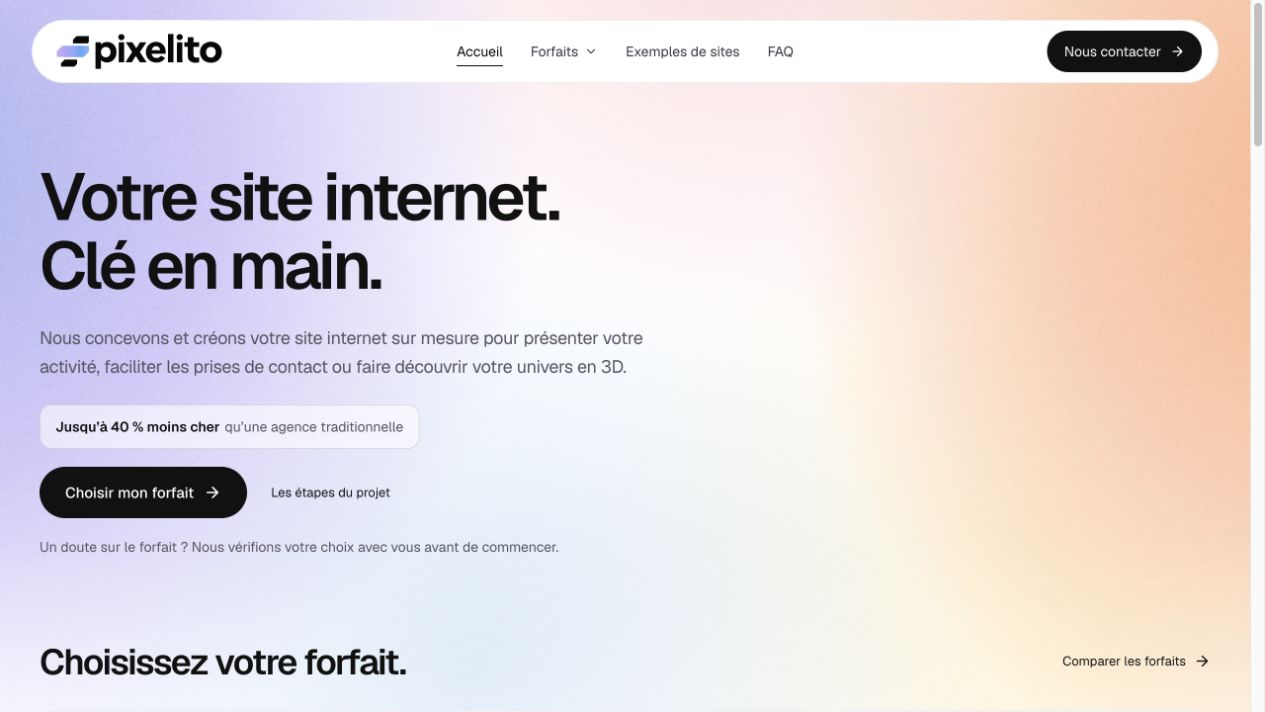 pixelito
Accueil
Forfaits
Exemples de sites
FAQ
Nous contacter
Votre site internet.
Clé en main.
Nous concevons et créons votre site internet sur mesure pour présenter votre
activité, faciliter les prises de contact ou faire découvrir votre univers en 3D.
Jusqu'à 40 % moins cher qu'une agence traditionnelle
Choisir mon forfait
Les étapes du projet
Un doute sur le forfait ? Nous vérifions votre choix avec vous avant de commencer.
Choisissez votre forfait.
Comparer les forfaits